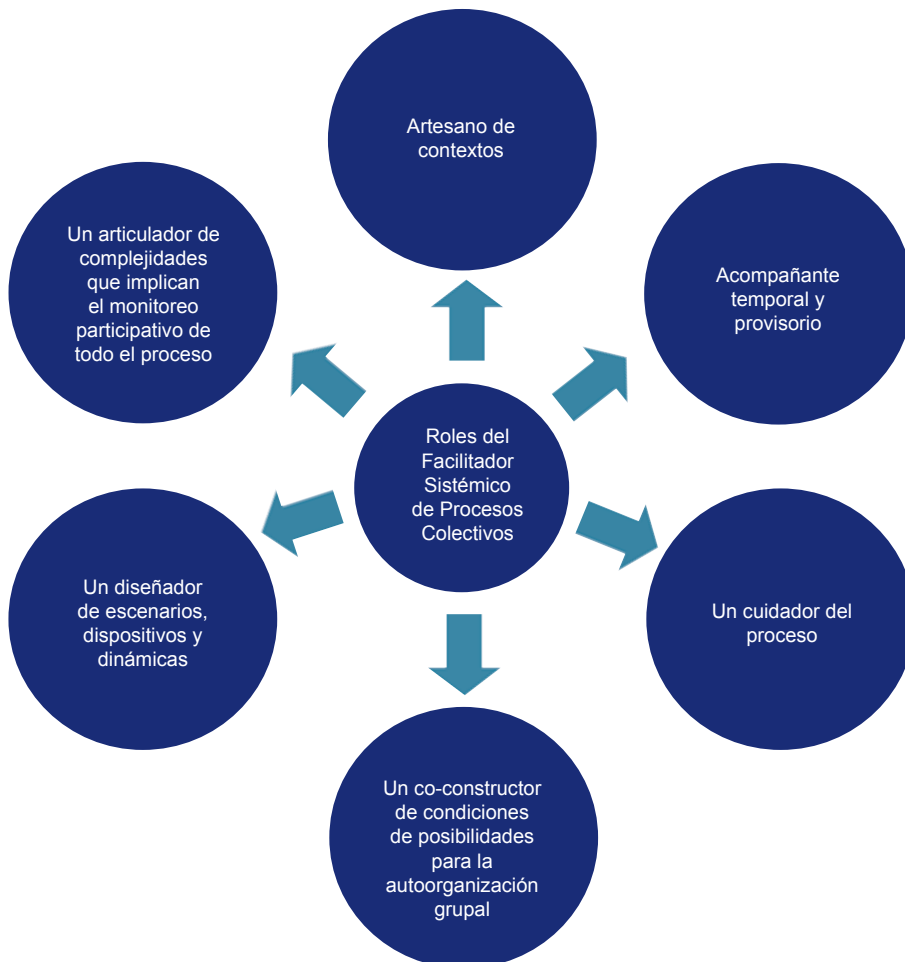 Artesano de
contextos
Un articulador de
complejidades
que implican
el monitoreo
participativo de
todo el proceso
Acompañante
temporal y
provisorio
Roles del
Facilitador
Sistémico
de Procesos
Colectivos
Un diseñador
de escenarios,
dispositivos y
dinámicas
Un cuidador del
proceso
Un co-constructor
de condiciones
de posibilidades
para la
autoorganización
grupal